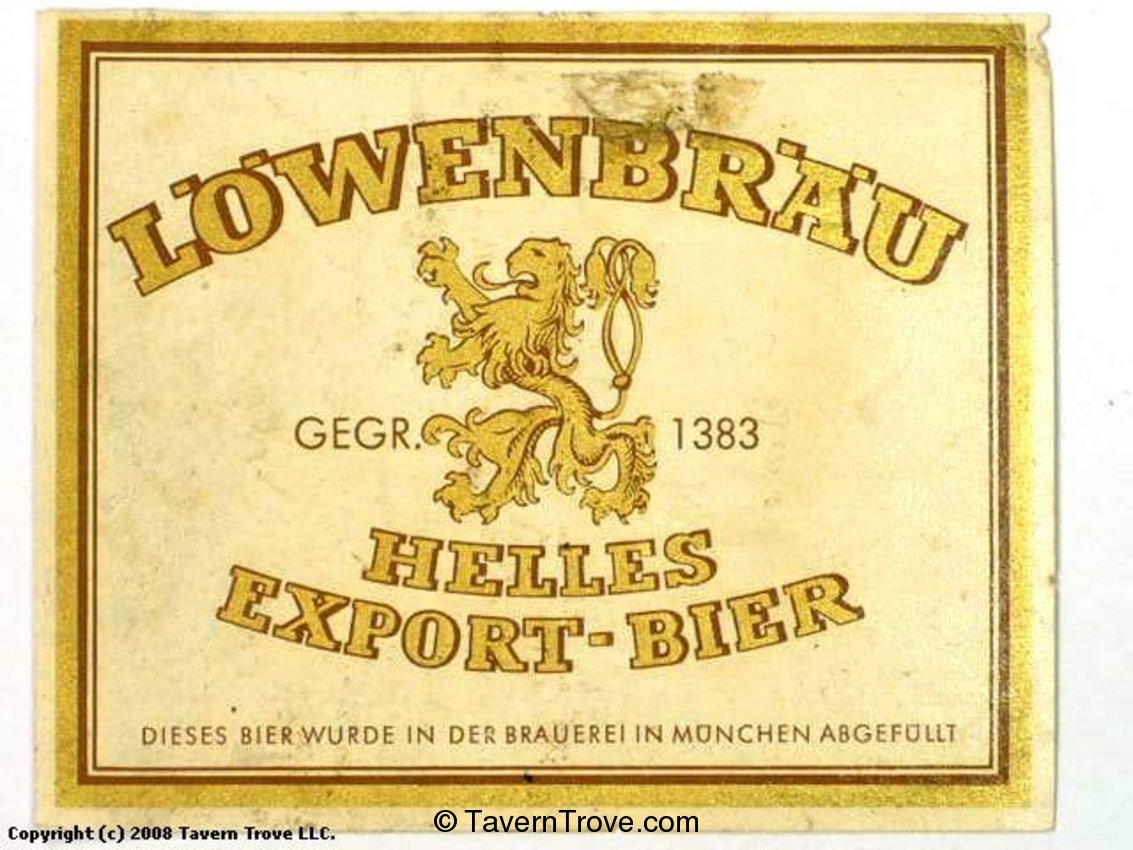 LÖWENBRÄU
GEGR. 1383
HELLES
EXPORT-BIER
DIESES BIER WURDE IN DER BRAUEREI IN MÜNCHEN ABGEFÜLLT
© TavernTrove.com
Copyright (c) 2008 Tavern Trove LLC.